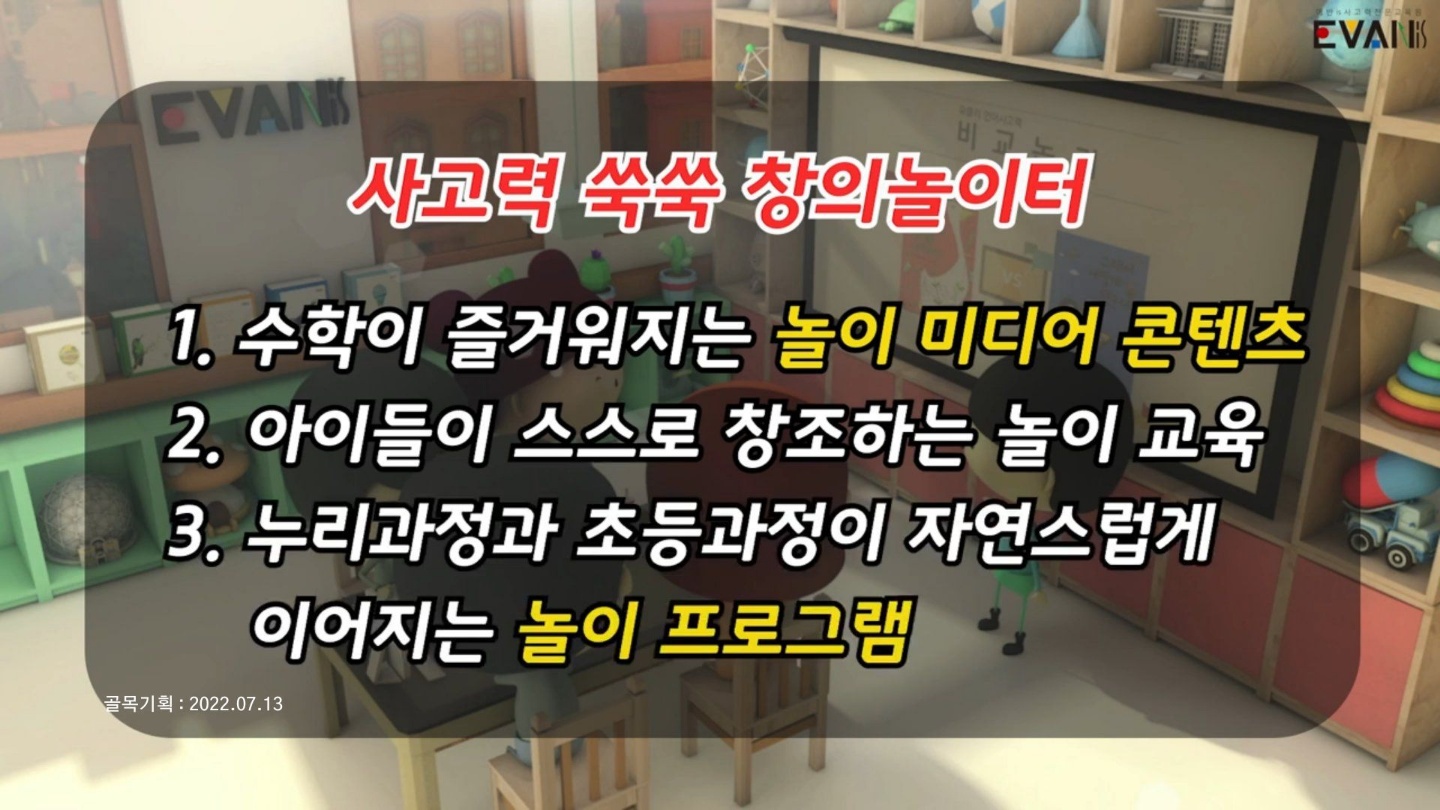 EVANis
EVANis
사고력 쑥쑥 창의놀이터
1. 수학이 즐거워지는 놀이 미디어 콘텐츠
2. 아이들이 스스로 창조하는 놀이 교육
3. 누리과정과 초등과정이 자연스럽게
이어지는 놀이 프로그램
골목기획 : 2022.07.13